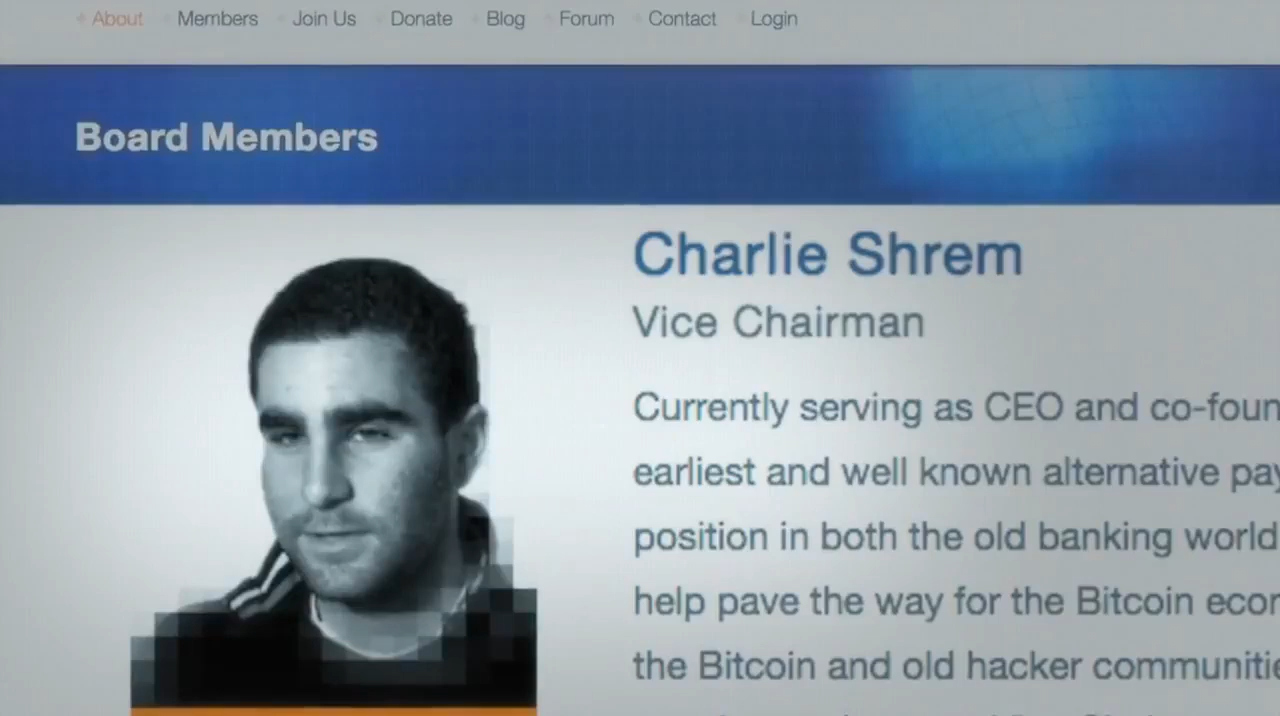 About Members Join Us Donate Blog Forum Contact Login
Board Members
Charlie Shrem
Vice Chairman
Currently serving as CEO and co-foun
earliest and well known alternative pay
position in both the old banking world
help pave the way for the Bitcoin econ
the Bitcoin and old hacker communitie